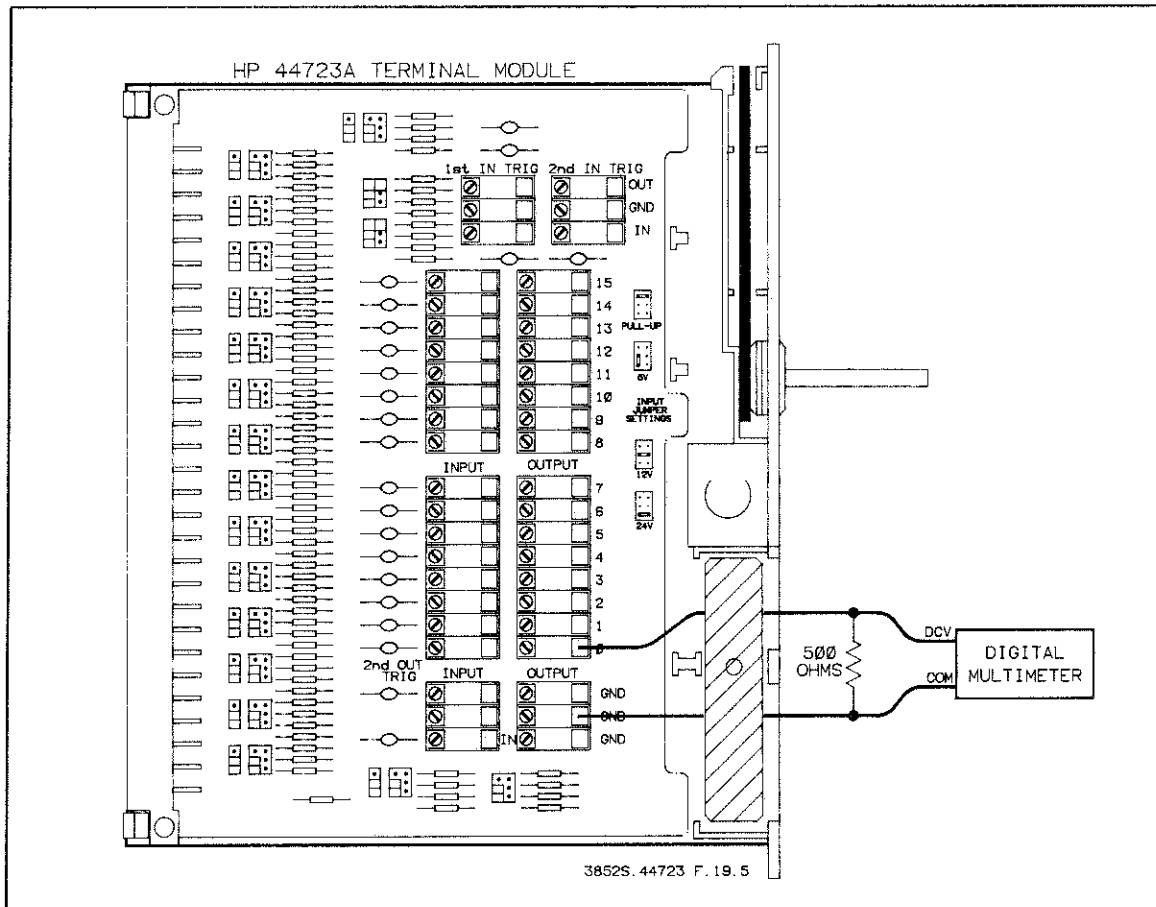 HP 44723A TERMINAL MODULE
1st IN TRIG 2nd IN TRIG
OUT
GND
IN
15
14
13
12
11
10
9
8
PULL-UP
6V
INPUT
JUMPER
SETTINGS
12V
24V
INPUT OUTPUT
7
6
5
4
3
2
1
0
2nd OUT
TRIG
INPUT OUTPUT
GND
GND
IN GND
500
OHMS
DCV
COM
DIGITAL
MULTIMETER
3852S.44723 F.19.5